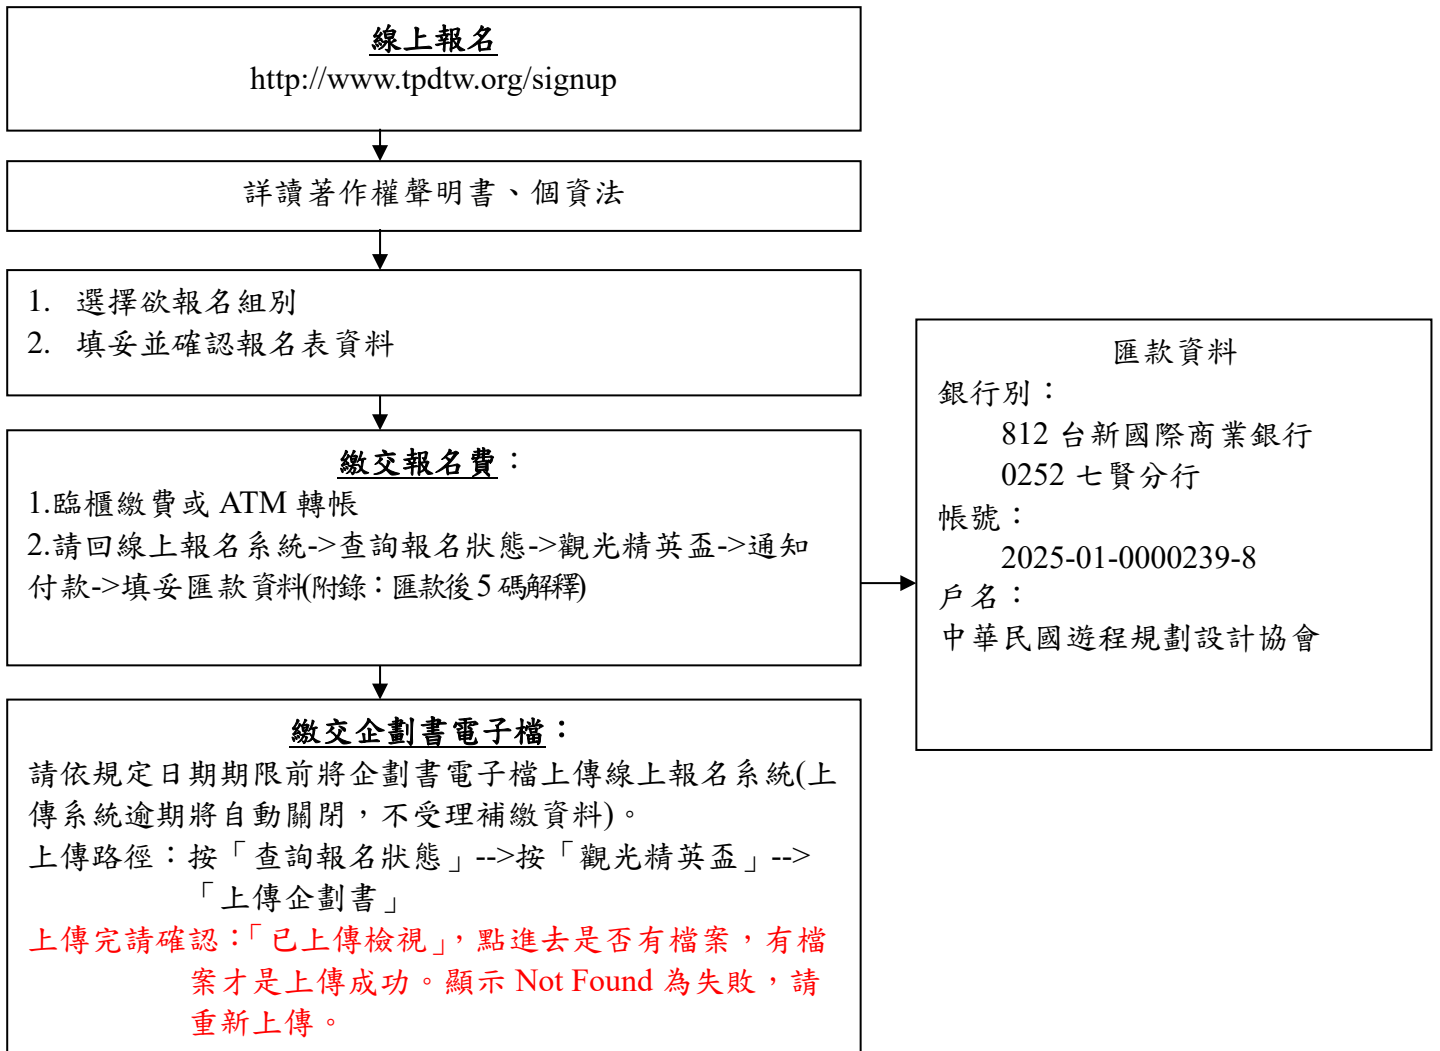 線上報名
http://www.tpdtw.org/signup
詳讀著作權聲明書、個資法
1. 選擇欲報名組別
2. 填妥並確認報名表資料
繳交報名費：
1.臨櫃繳費或 ATM 轉帳
2.請回線上報名系統->查詢報名狀態->觀光精英盃->通知
付款->填妥匯款資料(附錄：匯款後5碼解釋)
匯款資料
銀行別：
812 台新國際商業銀行
0252 七賢分行
帳號：
2025-01-0000239-8
戶名：
中華民國遊程規劃設計協會
繳交企劃書電子檔：
請依規定日期期限前將企劃書電子檔上傳線上報名系統(上
傳系統逾期將自動關閉，不受理補繳資料)。
上傳路徑：按「查詢報名狀態」-->按「觀光精英盃」-->
「上傳企劃書」
上傳完請確認：「已上傳檢視」，點進去是否有檔案，有檔
案才是上傳成功。顯示 Not Found 為失敗，請
重新上傳。